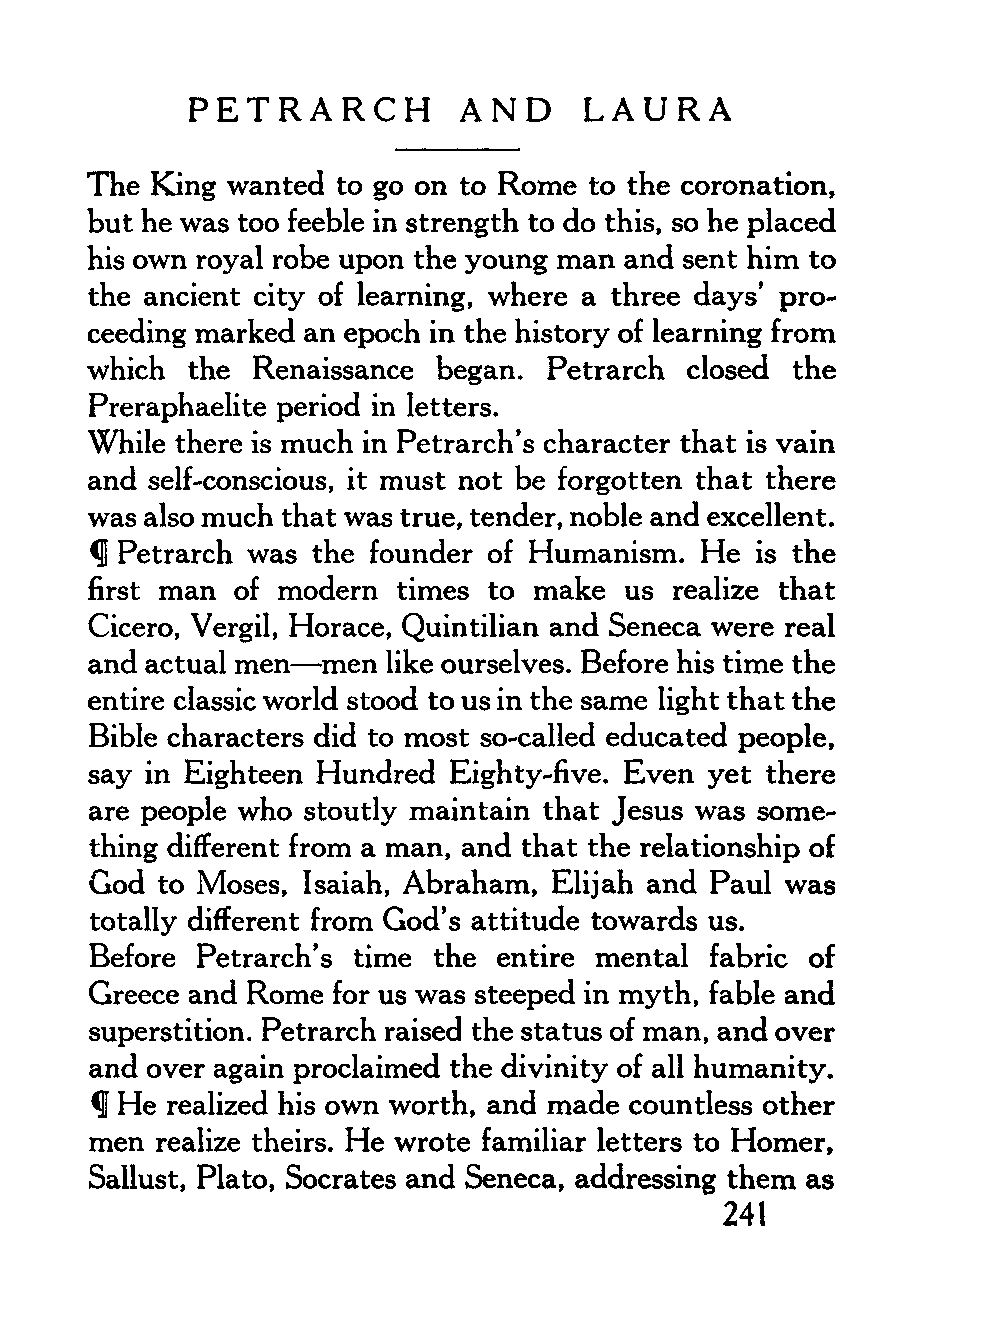 PETRARCH AND LAURA
The King wanted to go on to Rome to the coronation,
but he was too feeble in strength to do this, so he placed
his own royal robe upon the young man and sent him to
the ancient city of learning, where a three days' pro-
ceeding marked an epoch in the history of learning from
which the Renaissance began. Petrarch closed the
Preraphaelite period in letters.
While there is much in Petrarch's character that is vain
and self-conscious, it must not be forgotten that there
was also much that was true, tender, noble and excellent.
¶ Petrarch was the founder of Humanism. He is the
first man of modern times to make us realize that
Cicero, Vergil, Horace, Quintilian and Seneca were real
and actual men—men like ourselves. Before his time the
entire classic world stood to us in the same light that the
Bible characters did to most so-called educated people,
say in Eighteen Hundred Eighty-five. Even yet there
are people who stoutly maintain that Jesus was some-
thing different from a man, and that the relationship of
God to Moses, Isaiah, Abraham, Elijah and Paul was
totally different from God's attitude towards us.
Before Petrarch's time the entire mental fabric of
Greece and Rome for us was steeped in myth, fable and
superstition. Petrarch raised the status of man, and over
and over again proclaimed the divinity of all humanity.
¶ He realized his own worth, and made countless other
men realize theirs. He wrote familiar letters to Homer,
Sallust, Plato, Socrates and Seneca, addressing them as
241